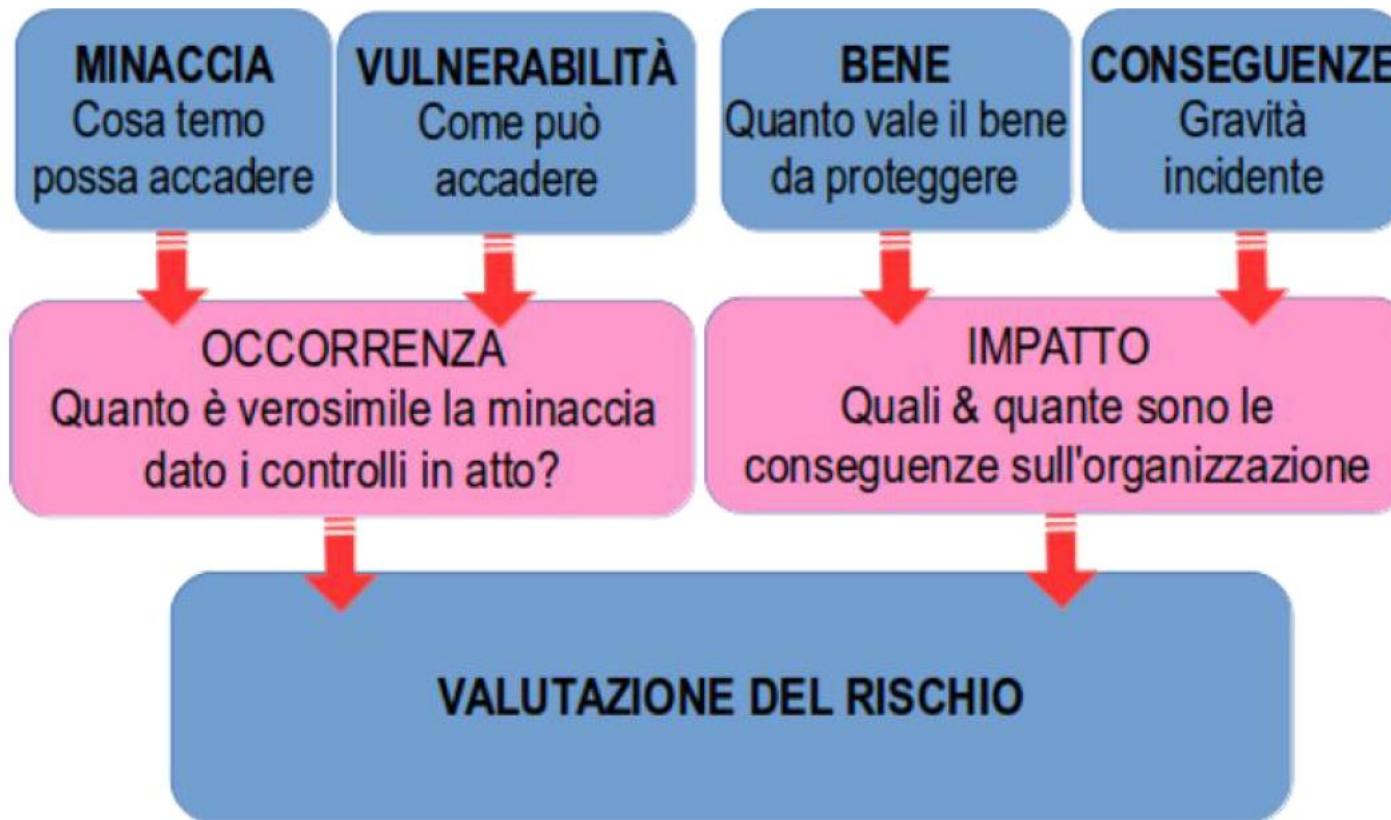 MINACCIA
Cosa temo
possa accadere
VULNERABILITÀ
Come può
accadere
BENE
Quanto vale il bene
da proteggere
CONSEGUENZE
Gravità
incidente
OCCORRENZA
Quanto è verosimile la minaccia
dato i controlli in atto?
IMPATTO
Quali & quante sono le
conseguenze sull'organizzazione
VALUTAZIONE DEL RISCHIO